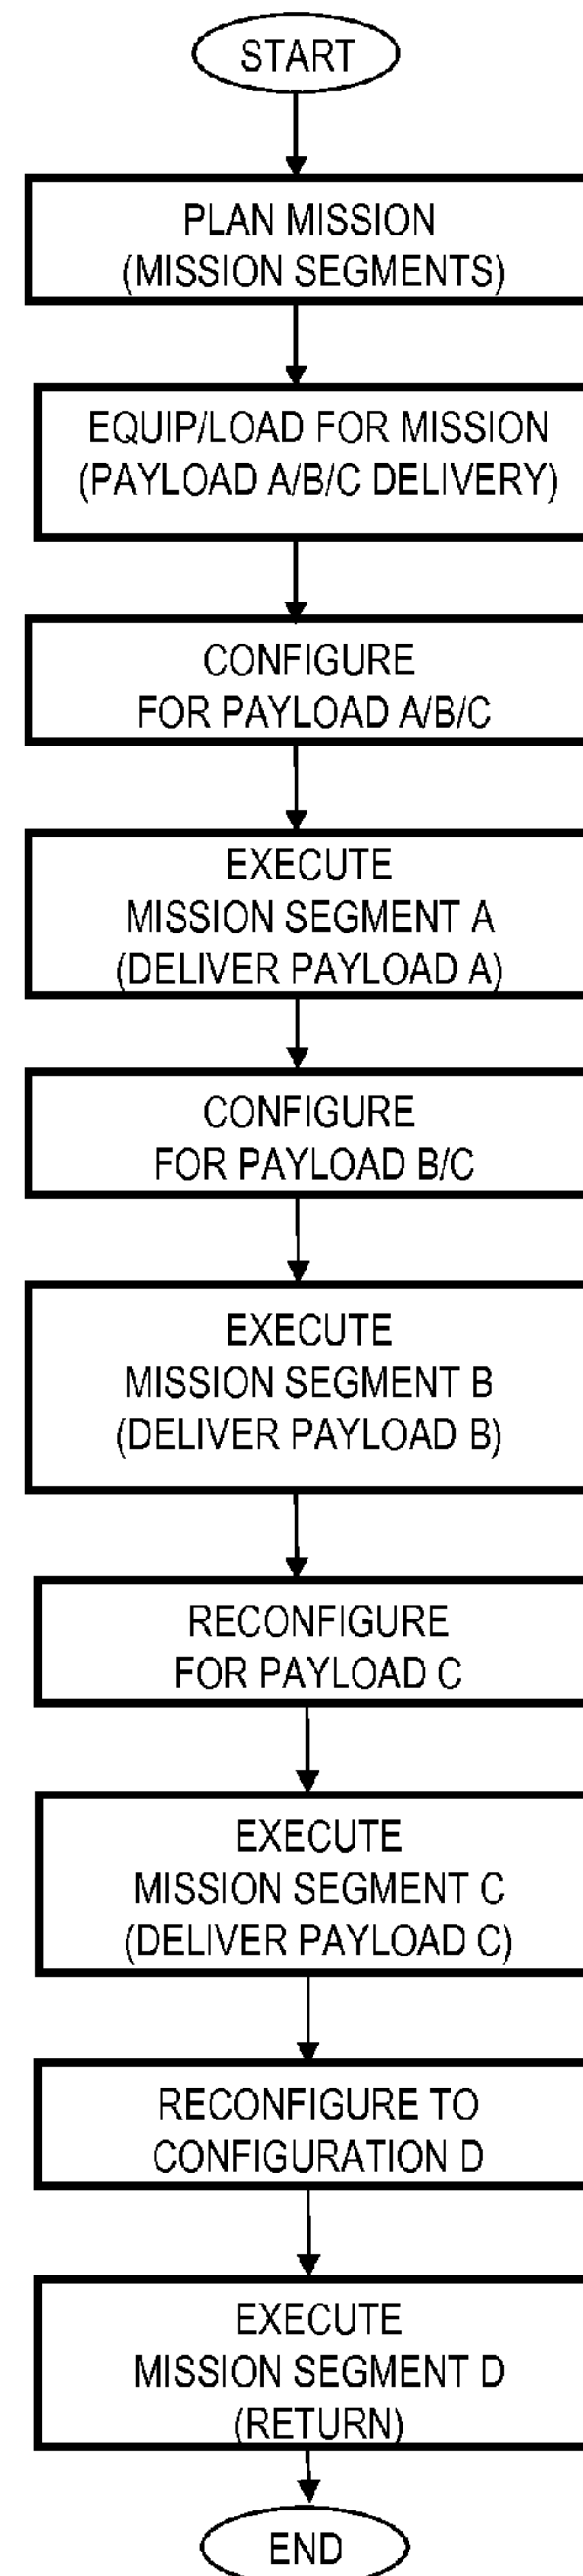 START
PLAN MISSION
(MISSION SEGMENTS)
EQUIP/LOAD FOR MISSION
(PAYLOAD A/B/C DELIVERY)
CONFIGURE
FOR PAYLOAD A/B/C
EXECUTE
MISSION SEGMENT A
(DELIVER PAYLOAD A)
CONFIGURE
FOR PAYLOAD B/C
EXECUTE
MISSION SEGMENT B
(DELIVER PAYLOAD B)
RECONFIGURE
FOR PAYLOAD C
EXECUTE
MISSION SEGMENT C
(DELIVER PAYLOAD C)
RECONFIGURE TO
CONFIGURATION D
EXECUTE
MISSION SEGMENT D
(RETURN)
END